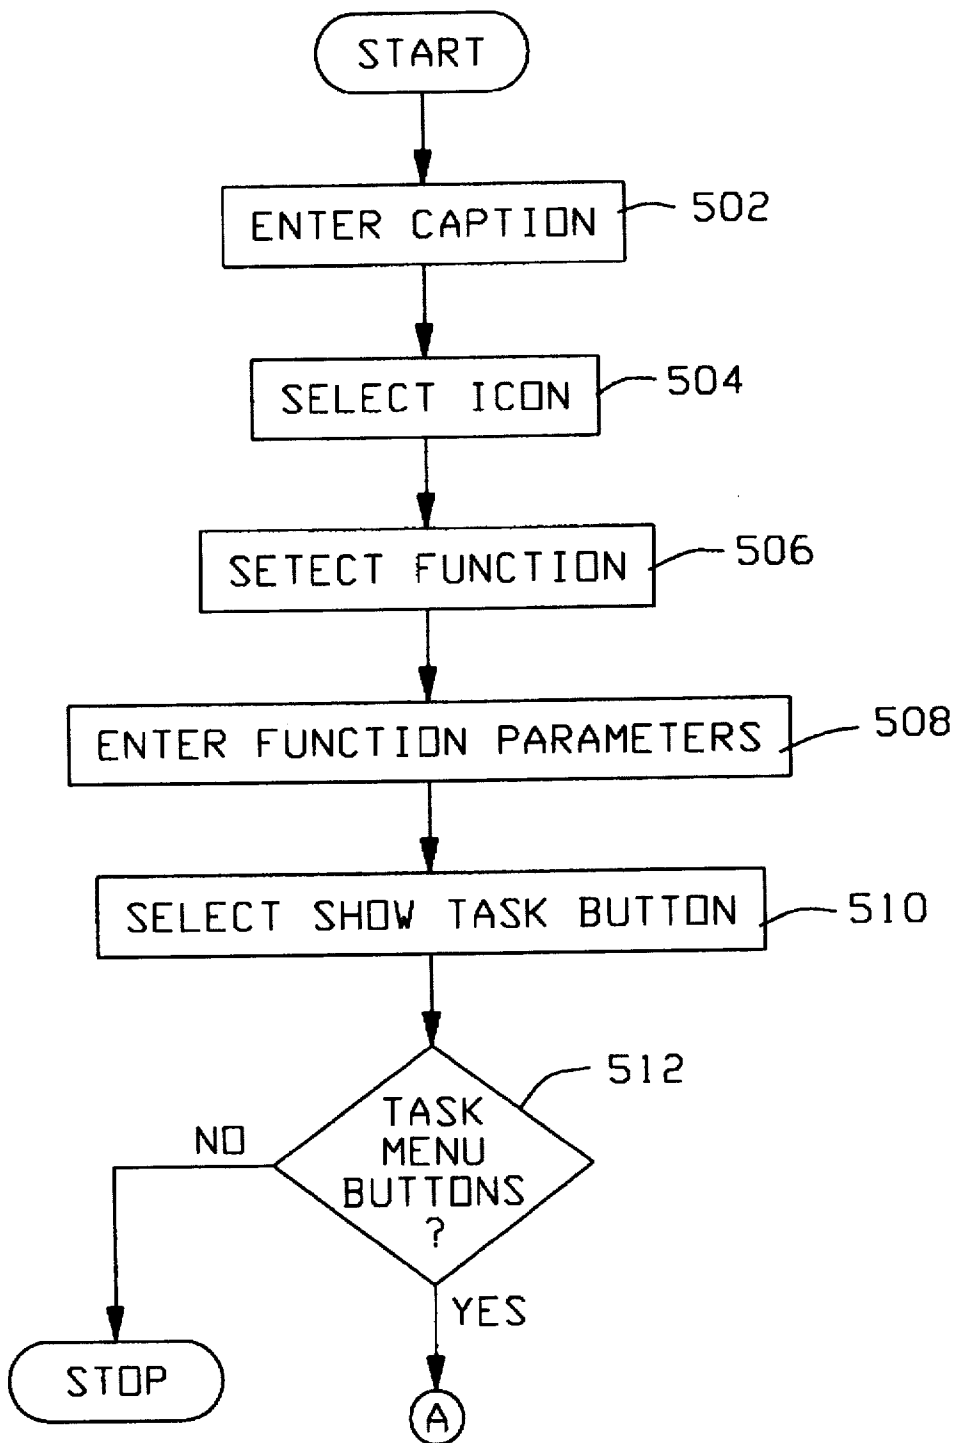 START
ENTER CAPTION
502
SELECT ICON
504
SETECT FUNCTION
506
ENTER FUNCTION PARAMETERS
508
SELECT SHOW TASK BUTTON
510
512
TASK
MENU
BUTTONS
?
NO
YES
STOP
A